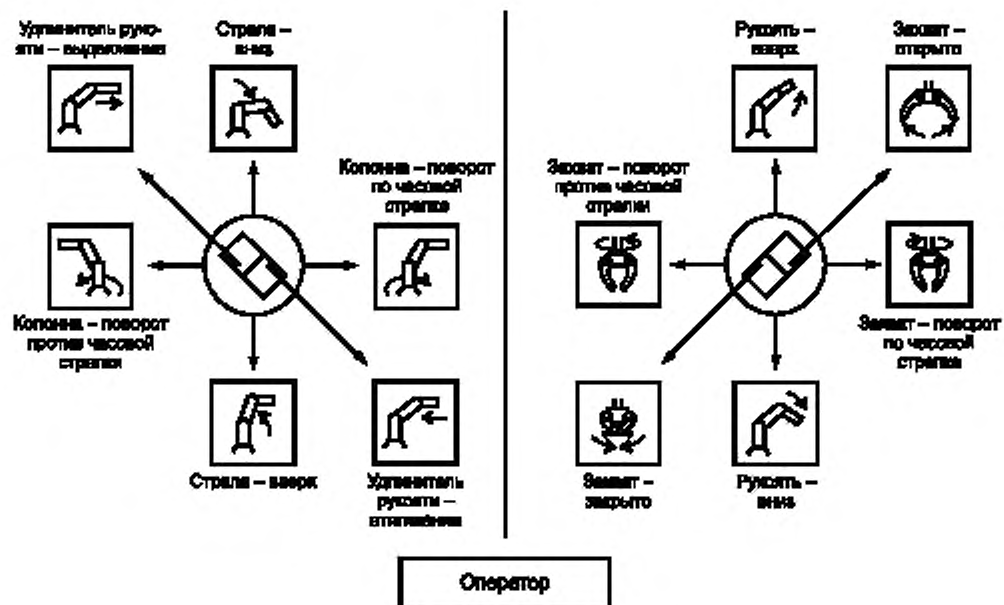 Удлинитель руко-
яти – выдвижение
Стрела –
вниз
Колонна – поворот
по часовой
стрелке
Колонна – поворот
против часовой
стрелки
Стрела – вверх
Удлинитель
рукояти –
втягивание
Рукоять –
вверх
Захват –
открыто
Захват – поворот
против часовой
стрелки
Захват – поворот
по часовой
стрелке
Захват –
закрыто
Рукоять –
вниз
Оператор